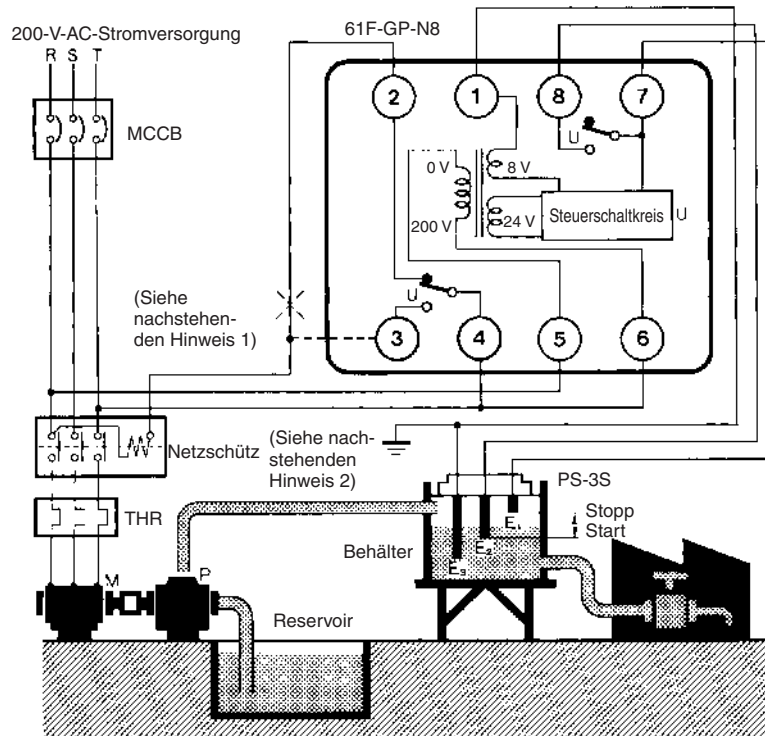 200-V-AC-Stromversorgung
R S T
MCCB
61F-GP-N8
2
1
8
7
U
0 V
8 V
200 V
24 V
Steuerschaltkreis
U
U
(Siehe
nachstehen-
den Hinweis 1)
3
4
5
6
Netzschütz
(Siehe nach-
stehenden
Hinweis 2)
THR
PS-3S
Stopp
Start
E1
E2
E3
Behälter
M
P
Reservoir